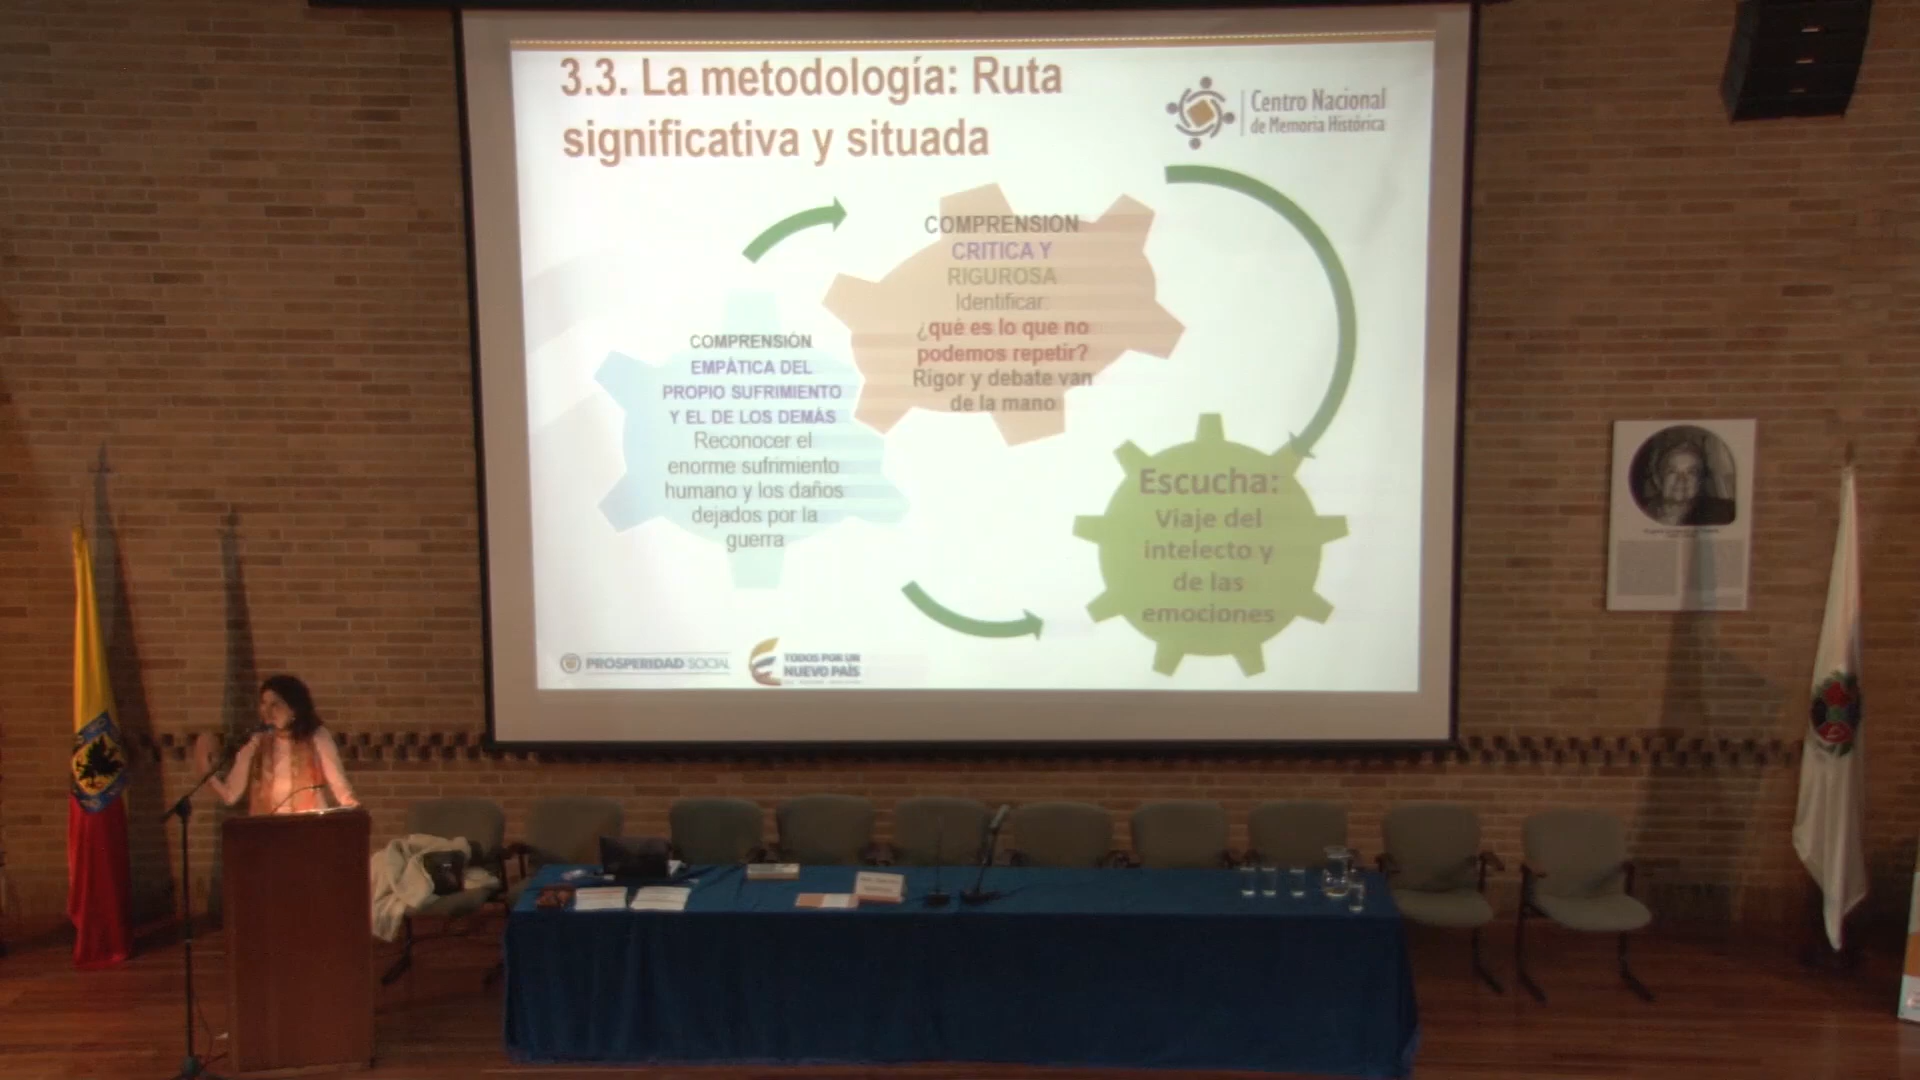 3.3. La metodología: Ruta
significativa y situada
Centro Nacional
de Memoria Histórica
COMPRENSION
CRITICA Y
RIGUROSA
Identificar
¿qué es lo que no
podemos repetir?
Rigor y debate van
de la mano
COMPRENSIÓN
EMPÁTICA DEL
PROPIO SUFRIMIENTO
Y EL DE LOS DEMÁS
Reconocer el
enorme sufrimiento
humano y los daños
dejados por la
guerra
Escucha:
Viaje del
intelecto y
de las
emociones
PROSPERIDAD SOCIAL
TODOS POR UN
NUEVO PAÍS